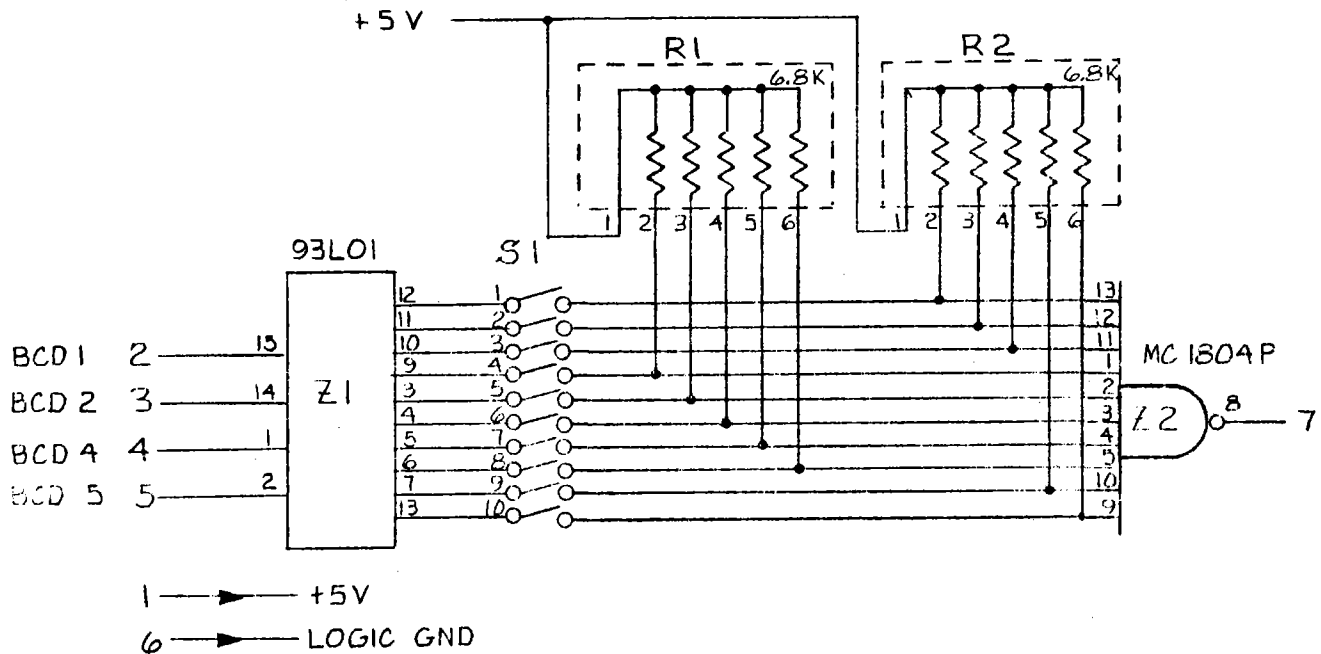 +5V
R1
R2
6.8K
6.8K
1 2 3 4 5 6
1 2 3 4 5 6
93L01
S1
12 1 13
11 2 12
10 3 11
BCD 1 2 15 9 4 1
MC 1804P
BCD 2 3 14 Z1 3 5 2
4 6 3 Z2 8 7
BCD 4 4 1 5 7 4
6 8 5
BCD 5 5 2 7 9 10
13 10 9
1 +5V
6 LOGIC GND